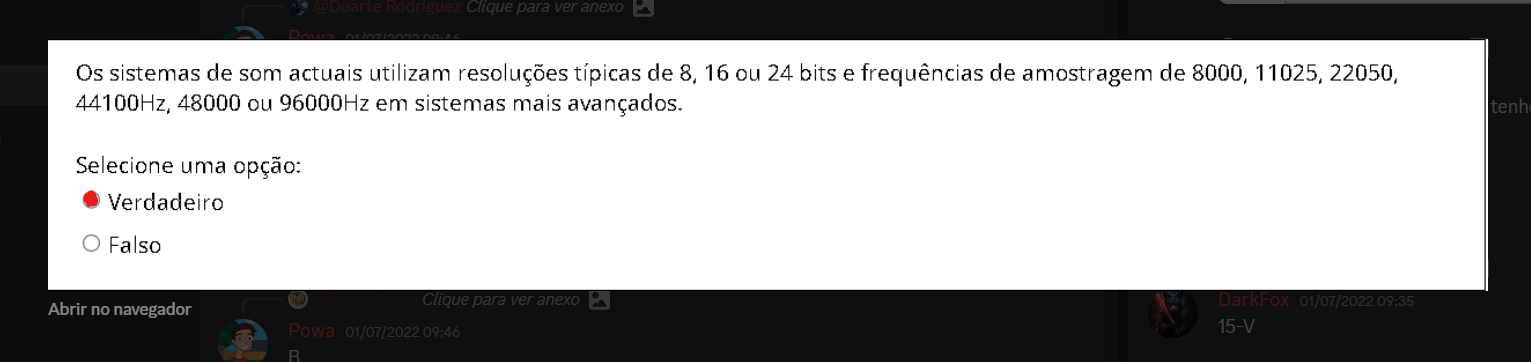 @Duarte Rodriguez Clique para ver anexo
Powa 01/07/2022 09:46
Os sistemas de som actuais utilizam resoluções típicas de 8, 16 ou 24 bits e frequências de amostragem de 8000, 11025, 22050,
44100Hz, 48000 ou 96000Hz em sistemas mais avançados.
tenho
Selecione uma opção:
Verdadeiro
Falso
Abrir no navegador
Clique para ver anexo
Powa 01/07/2022 09:46
B
DarkFox 01/07/2022 09:35
15-V